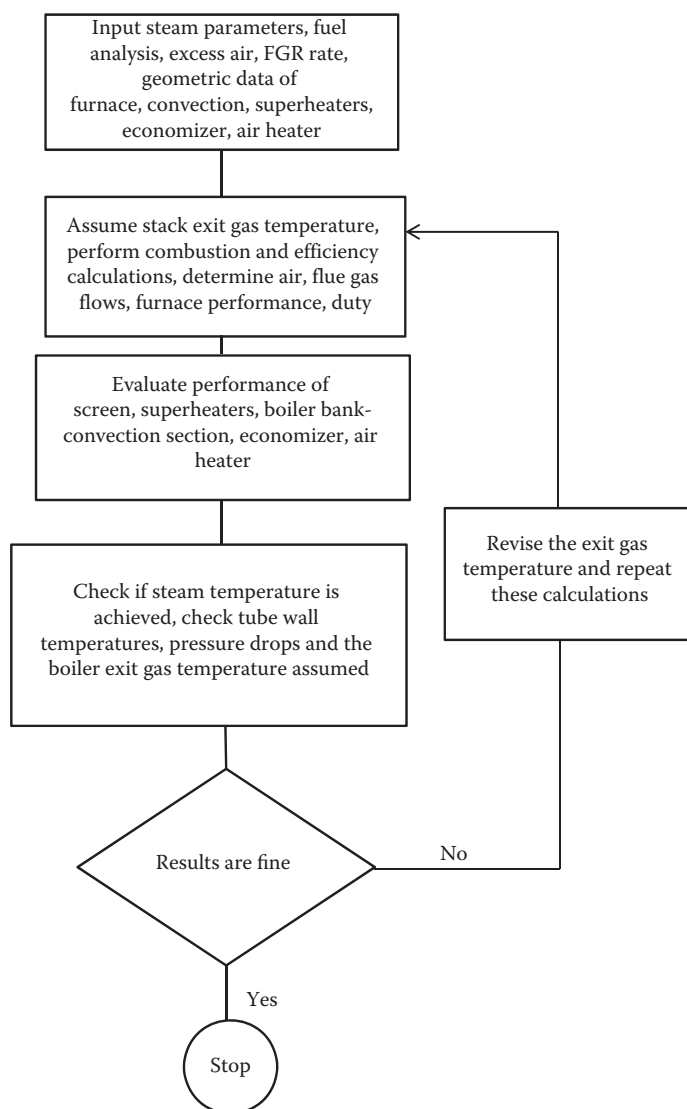 Input steam parameters, fuel
analysis, excess air, FGR rate,
geometric data of
furnace, convection, superheaters,
economizer, air heater
Assume stack exit gas temperature,
perform combustion and efficiency
calculations, determine air, flue gas
flows, furnace performance, duty
Evaluate performance of
screen, superheaters, boiler bank-
convection section, economizer, air
heater
Check if steam temperature is
achieved, check tube wall
temperatures, pressure drops and the
boiler exit gas temperature assumed
Revise the exit gas
temperature and repeat
these calculations
Results are fine
No
Yes
Stop